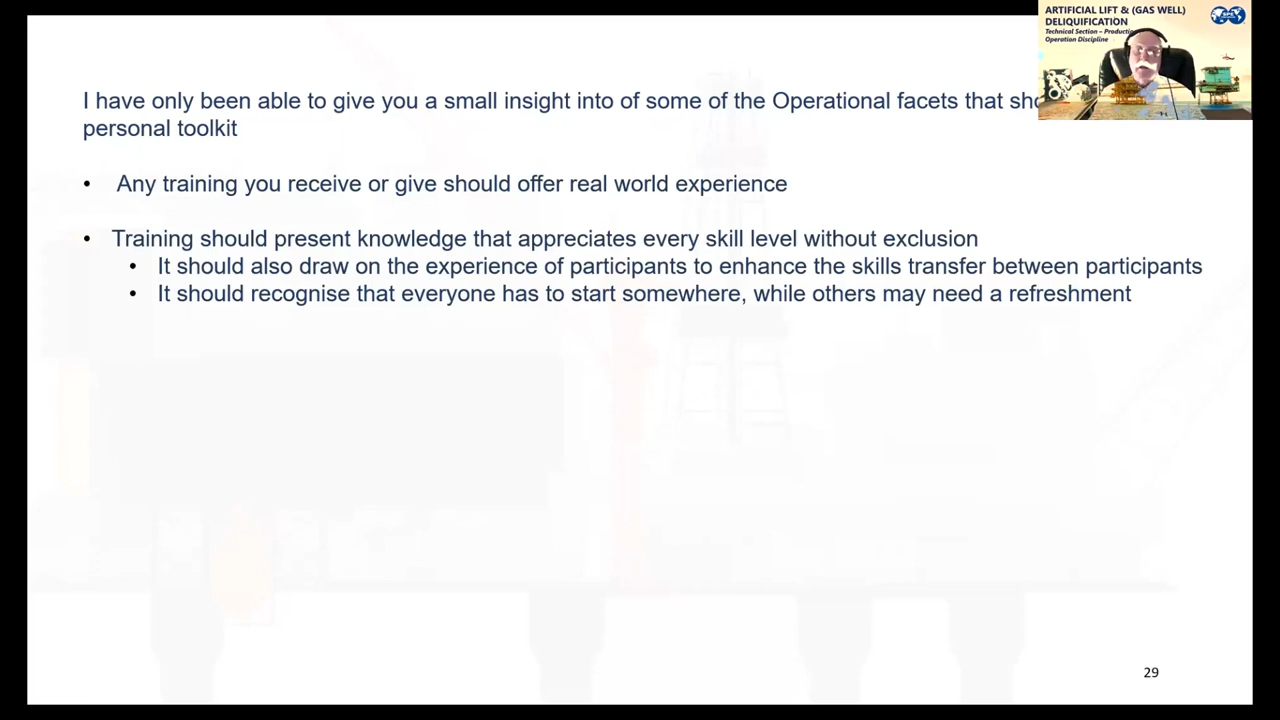 ARTIFICIAL LIFT & (GAS WELL)
DELIQUIFICATION
Technical Section –
Operation Discipline
I have only been able to give you a small insight into of some of the Operational facets that
personal toolkit
• Any training you receive or give should offer real world experience
• Training should present knowledge that appreciates every skill level without exclusion
• It should also draw on the experience of participants to enhance the skills transfer between participants
• It should recognise that everyone has to start somewhere, while others may need a refreshment
29